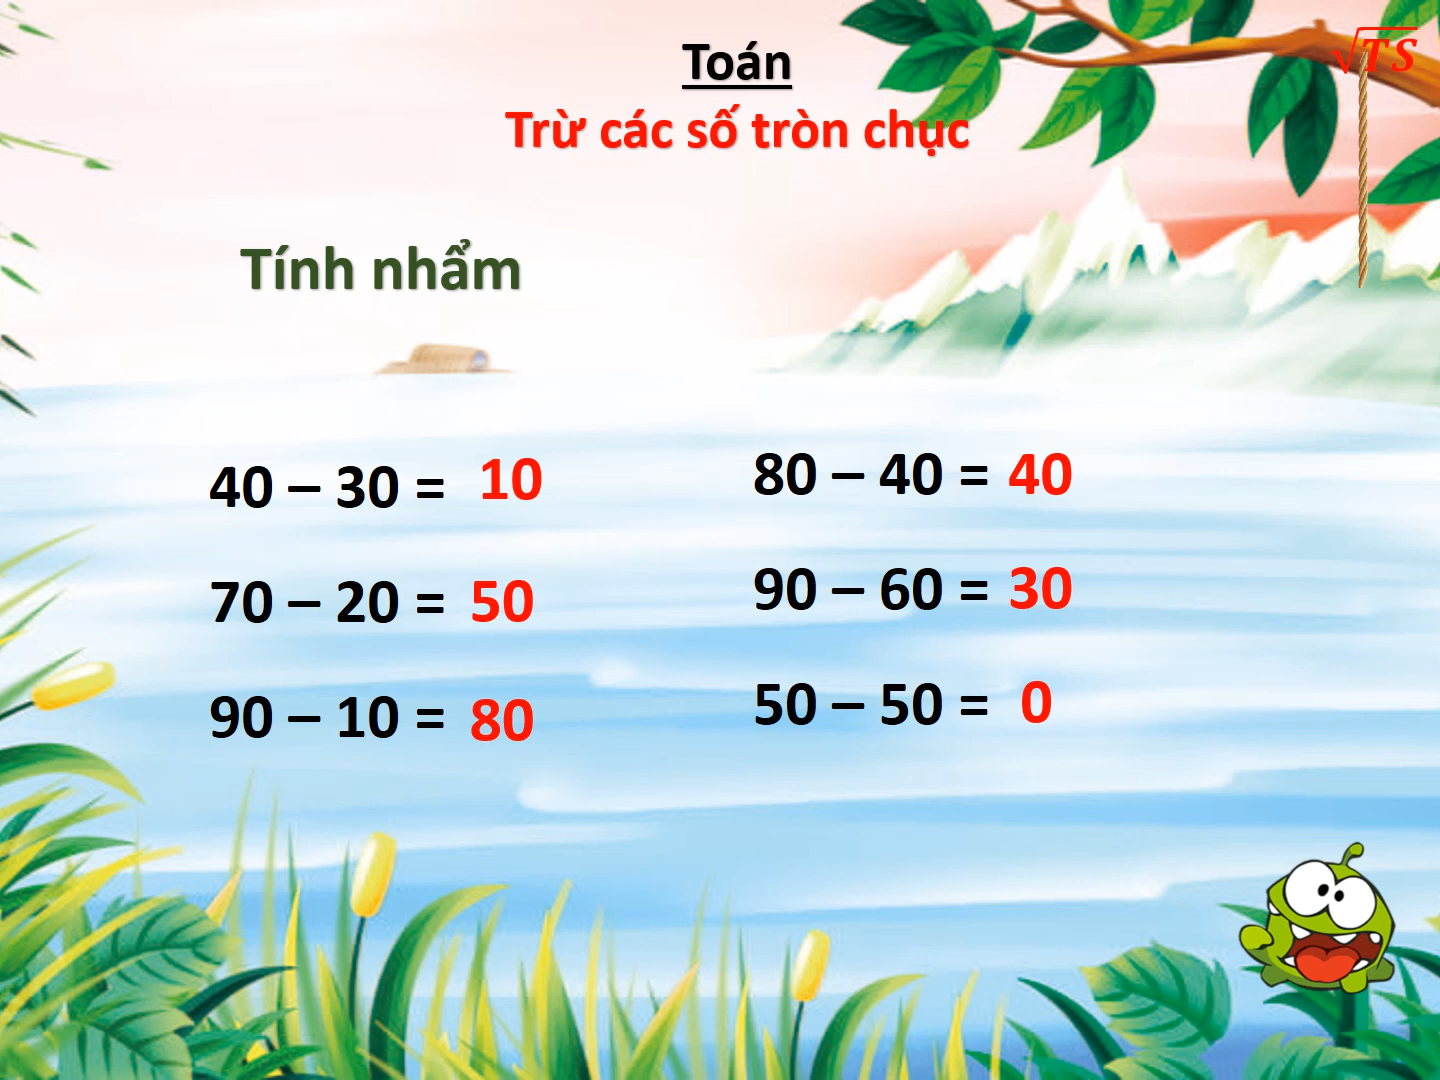 Toán
√TS
Trừ các số tròn chục
Tính nhẩm
40 – 30 = 10
70 – 20 = 50
90 – 10 = 80
80 – 40 = 40
90 – 60 = 30
50 – 50 = 0